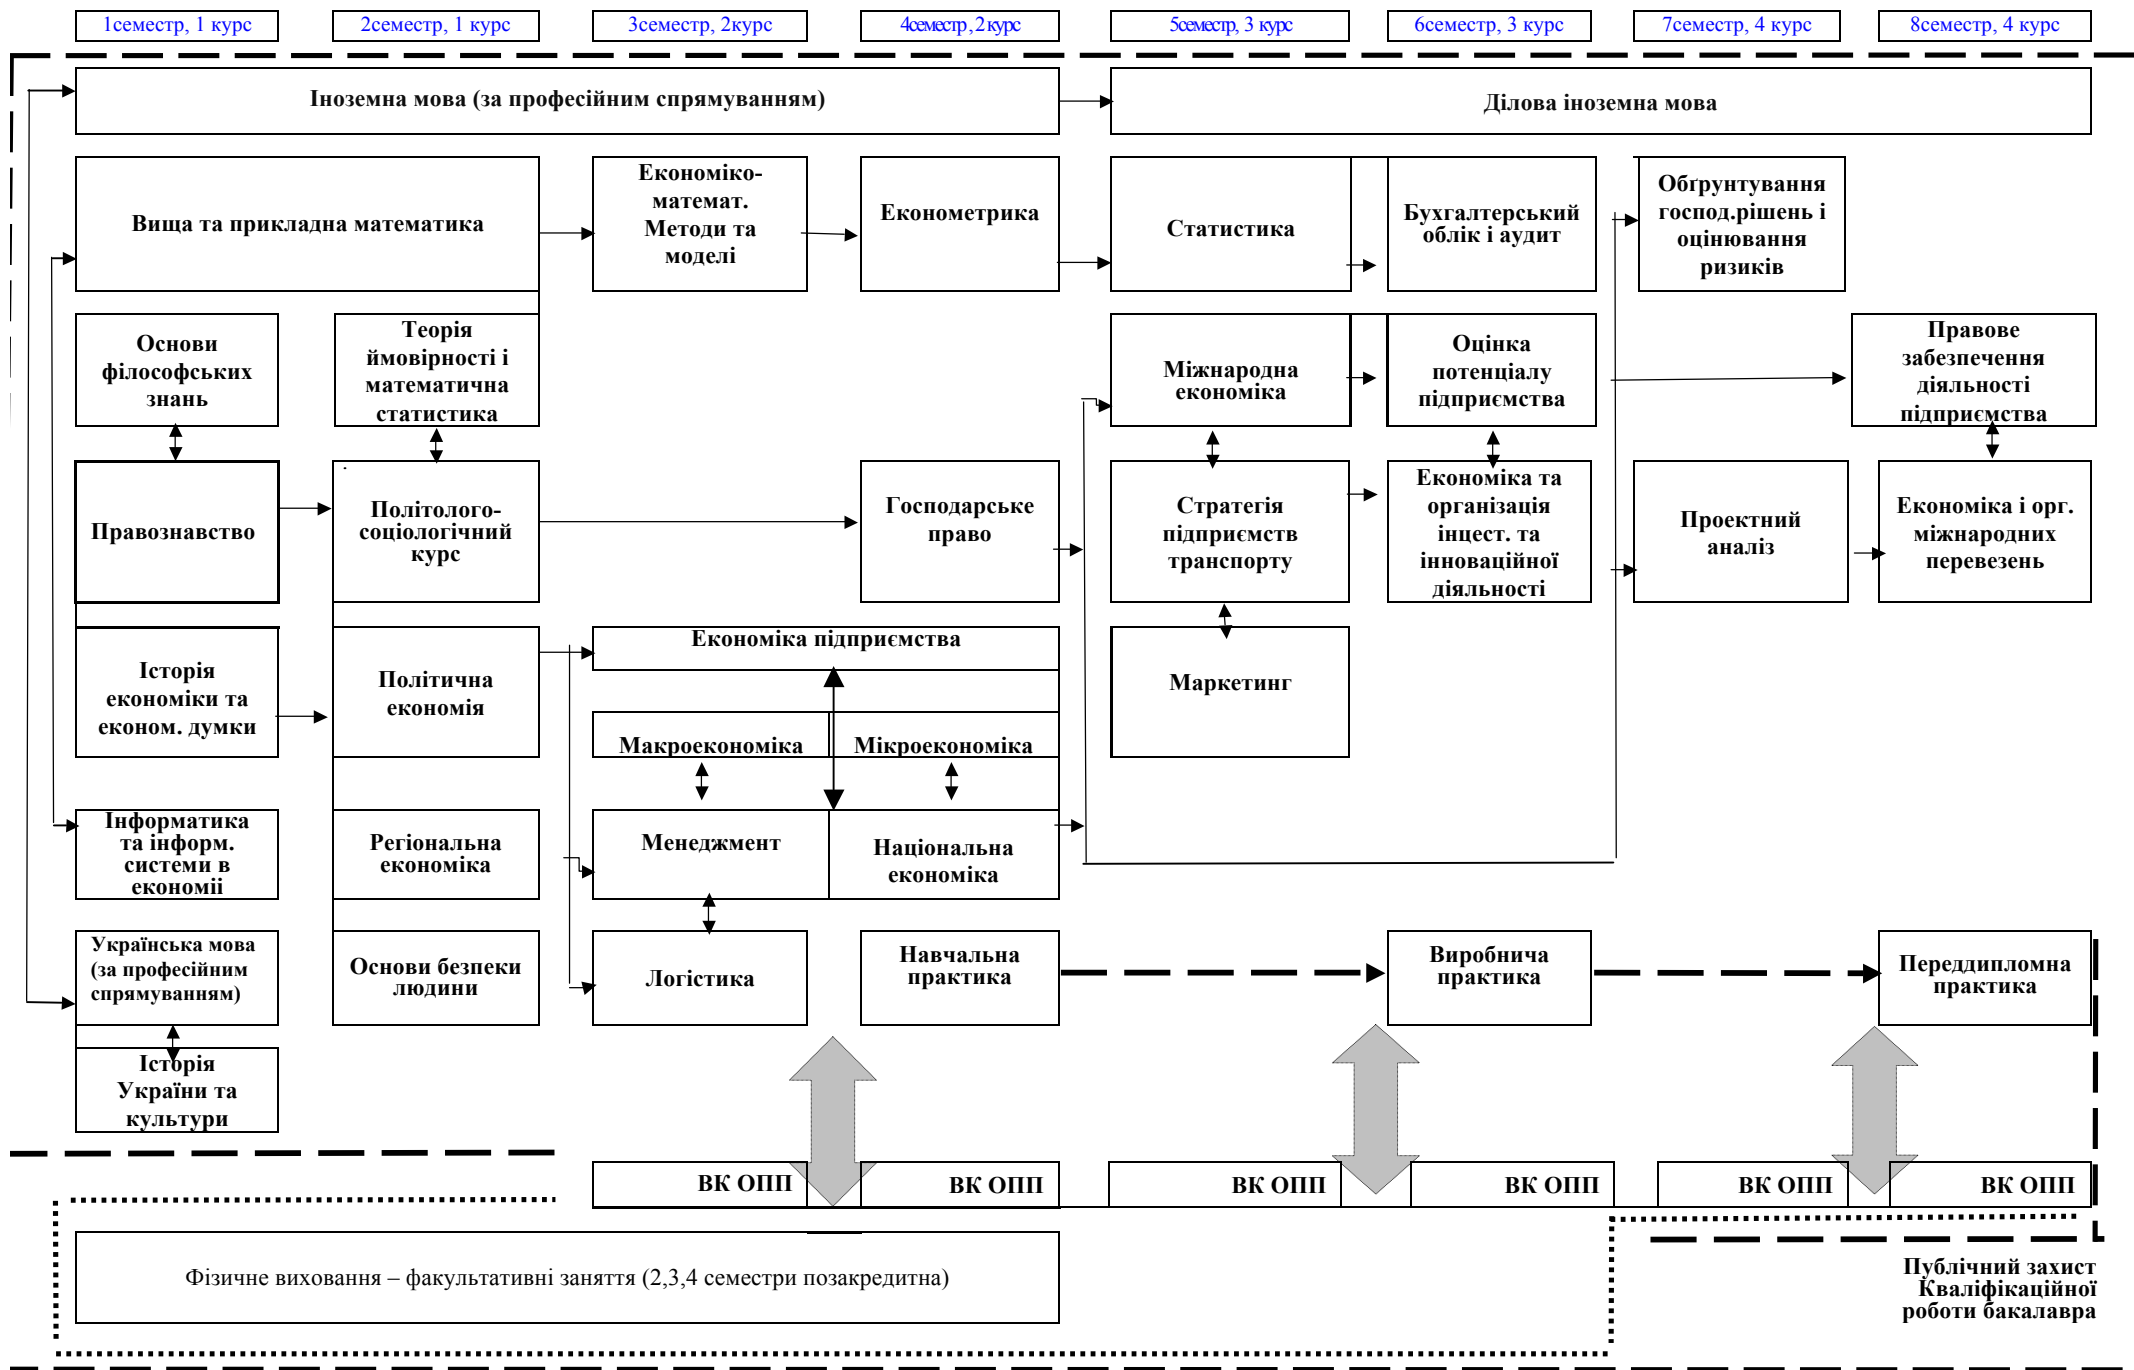 1семестр, 1 курс
2семестр, 1 курс
3семестр, 2курс
4семестр, 2 курс
5семестр, 3 курс
6семестр, 3 курс
7семестр, 4 курс
8семестр, 4 курс
Іноземна мова (за професійним спрямуванням)
Ділова іноземна мова
Вища та прикладна математика
Економіко-
математ.
Методи та
моделі
Економетрика
Статистика
Бухгалтерський
облік і аудит
Обґрунтування
господ.рішень і
оцінювання
ризиків
Основи
філософських
знань
Теорія
ймовірності і
математична
статистика
Міжнародна
економіка
Оцінка
потенціалу
підприємства
Правове
забезпечення
діяльності
підприємства
Правознавство
Політолого-
соціологічний
курс
Господарське
право
Стратегія
підприємств
транспорту
Економіка та
організація
інцест. та
інноваційної
діяльності
Проектний
аналіз
Економіка і орг.
міжнародних
перевезень
Історія
економіки та
економ. думки
Політична
економія
Економіка підприємства
Макроекономіка
Мікроекономіка
Маркетинг
Інформатика
та інформ.
системи в
економіі
Регіональна
економіка
Менеджмент
Національна
економіка
Українська мова
(за професійним
спрямуванням)
Основи безпеки
людини
Логістика
Навчальна
практика
Виробнича
практика
Переддипломна
практика
Історія
України та
культури
ВК ОПП
ВК ОПП
ВК ОПП
ВК ОПП
ВК ОПП
ВК ОПП
Фізичне виховання – факультативні заняття (2,3,4 семестри позакредитна)
Публічний захист
Кваліфікаційної
роботи бакалавра